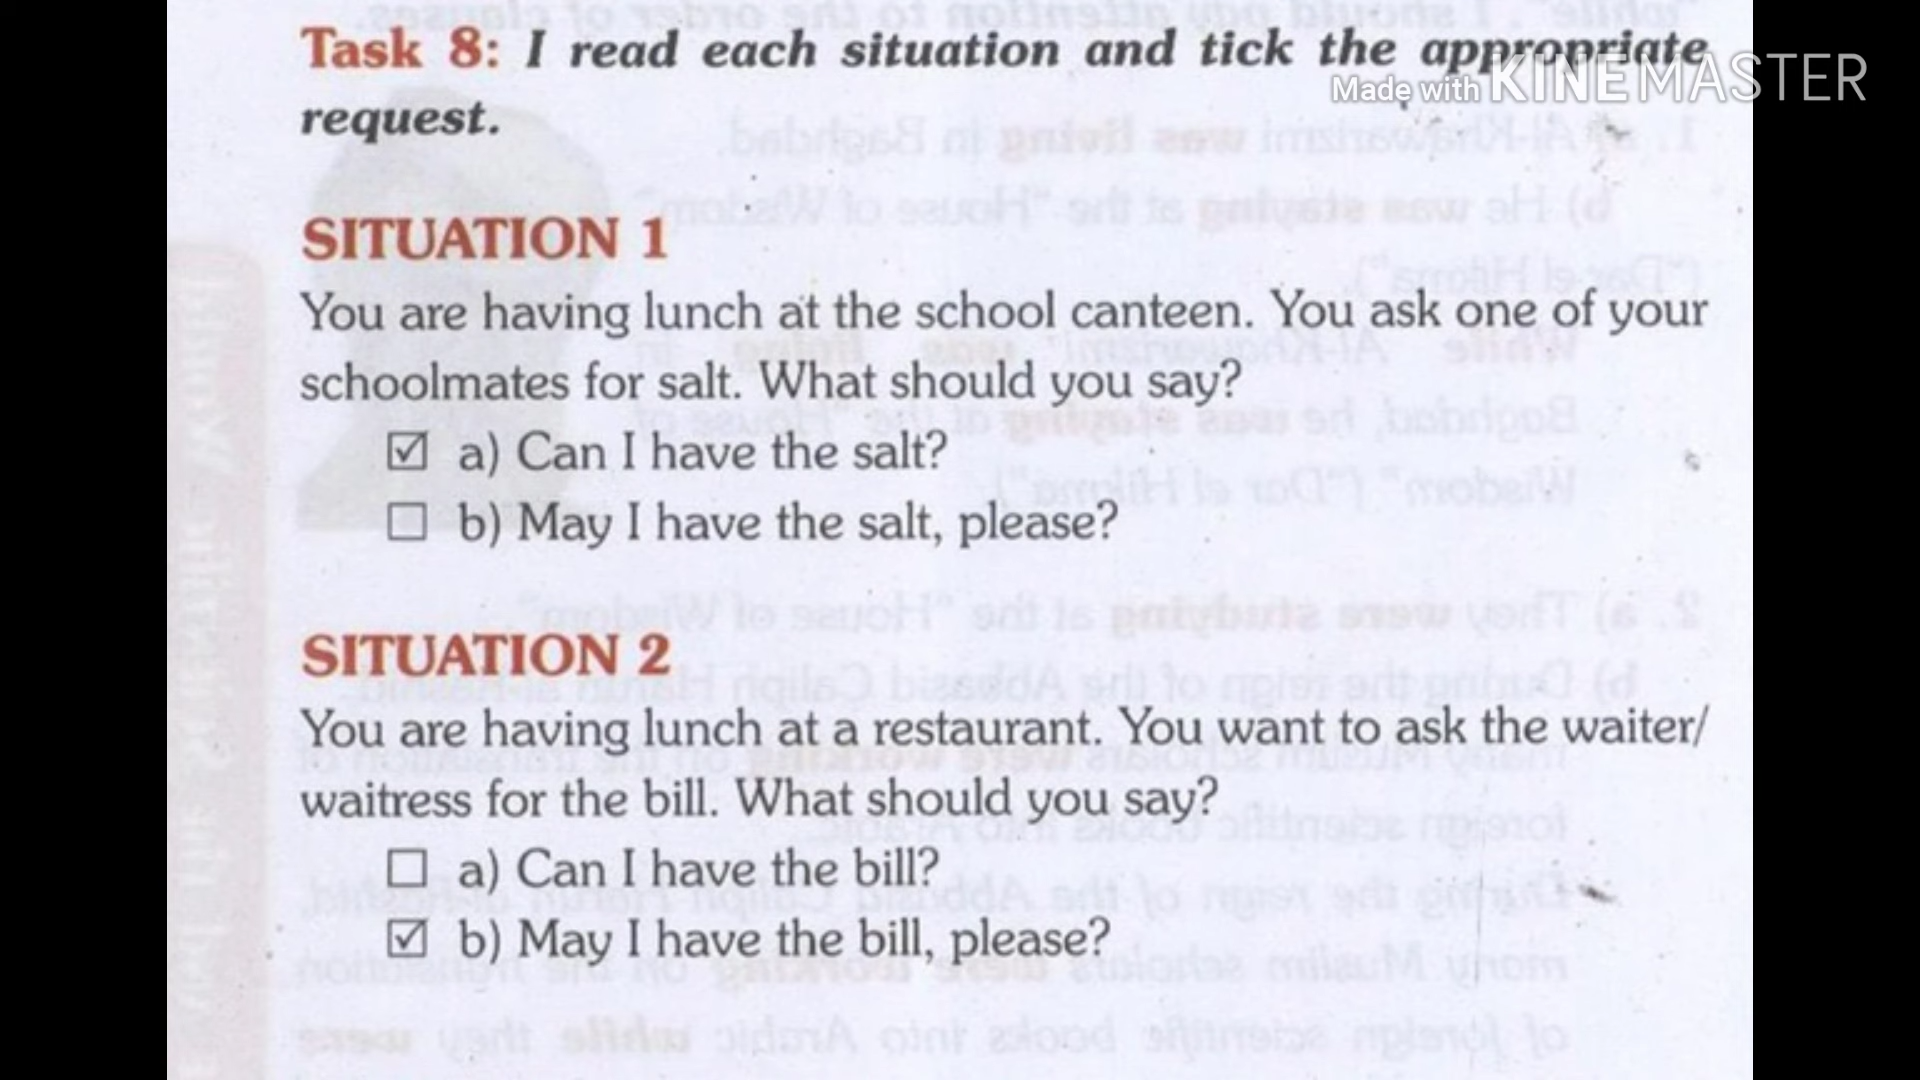 Task 8: I read each situation and tick the appropriate
request.
Made with KINEMASTER
SITUATION 1
You are having lunch at the school canteen. You ask one of your
schoolmates for salt. What should you say?
☑ a) Can I have the salt?
☐ b) May I have the salt, please?
SITUATION 2
You are having lunch at a restaurant. You want to ask the waiter/
waitress for the bill. What should you say?
☐ a) Can I have the bill?
☑ b) May I have the bill, please?